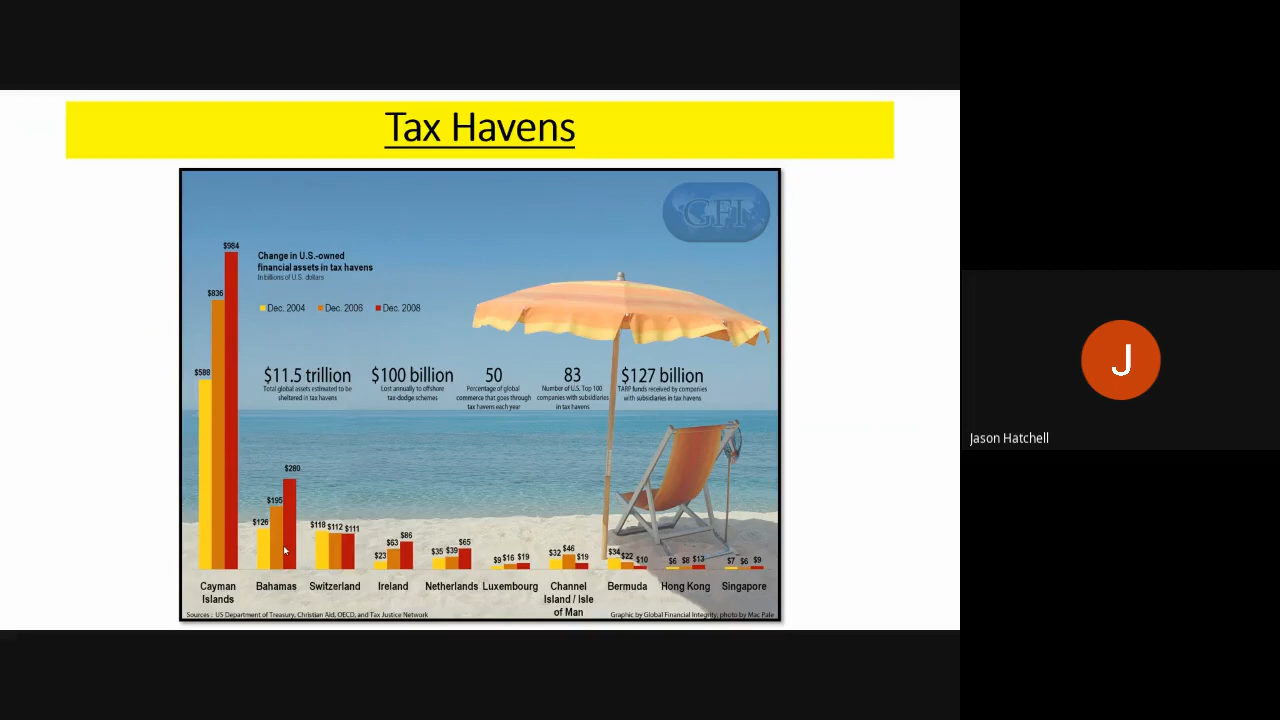 Tax Havens
GFI
$984
Change in U.S.-owned
financial assets in tax havens
In billions of U.S. dollars
$836
Dec. 2004 Dec. 2006 Dec. 2008
$588
$11.5 trillion $100 billion 50 83 $127 billion
Total global assets estimated to be Lost annually to offshore Percentage of global Number of U.S. Top 100 TARP funds received by companies
sheltered in tax havens tax-dodge schemes commerce that goes through companies with subsidiaries with subsidiaries in tax havens
tax havens each year in tax havens
$280
$195
$126 $118 $112 $111
$23 $63 $86 $35 $39 $65 $9 $16 $19 $32 $46 $19 $34 $22 $10 $6 $8 $13 $7 $6 $9
Cayman Bahamas Switzerland Ireland Netherlands Luxembourg Channel Bermuda Hong Kong Singapore
Islands Island / Isle
of Man
Sources : US Department of Treasury, Christian Aid, OECD, and Tax Justice Network Graphic by Global Financial Integrity, photo by Mac Pale
J
Jason Hatchell